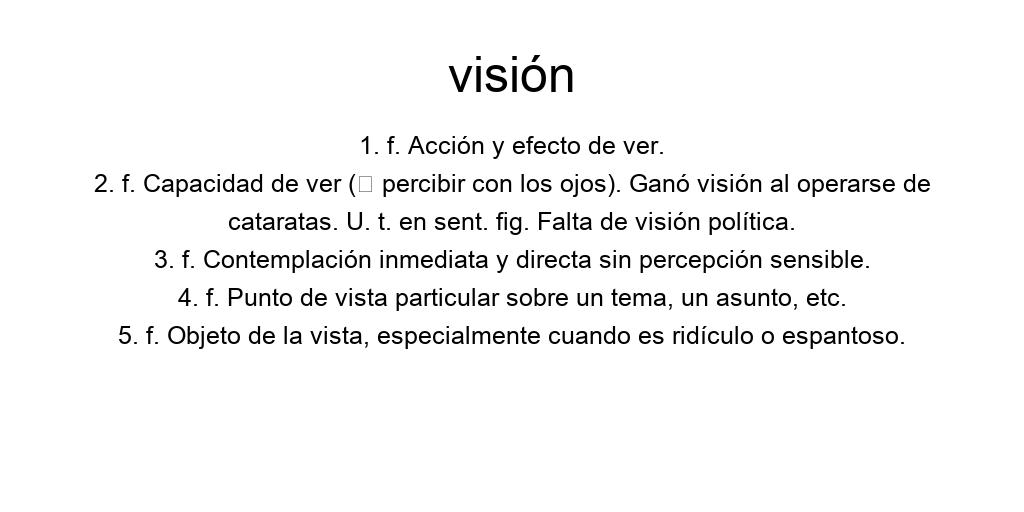 visión
1. f. Acción y efecto de ver.
2. f. Capacidad de ver (□ percibir con los ojos). Ganó visión al operarse de
cataratas. U. t. en sent. fig. Falta de visión política.
3. f. Contemplación inmediata y directa sin percepción sensible.
4. f. Punto de vista particular sobre un tema, un asunto, etc.
5. f. Objeto de la vista, especialmente cuando es ridículo o espantoso.